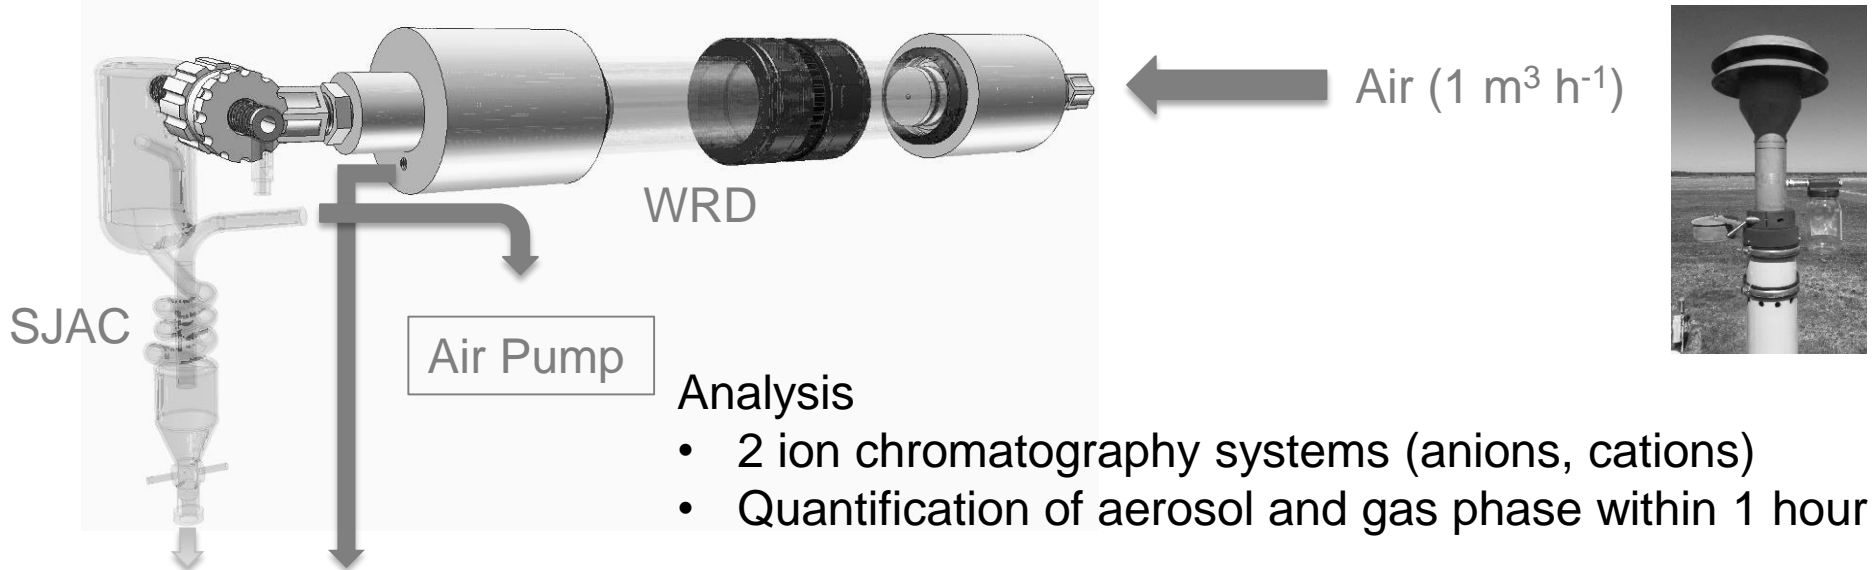 Air (1 m³ h⁻¹)
WRD
SJAC
Air Pump
Analysis
• 2 ion chromatography systems (anions, cations)
• Quantification of aerosol and gas phase within 1 hour